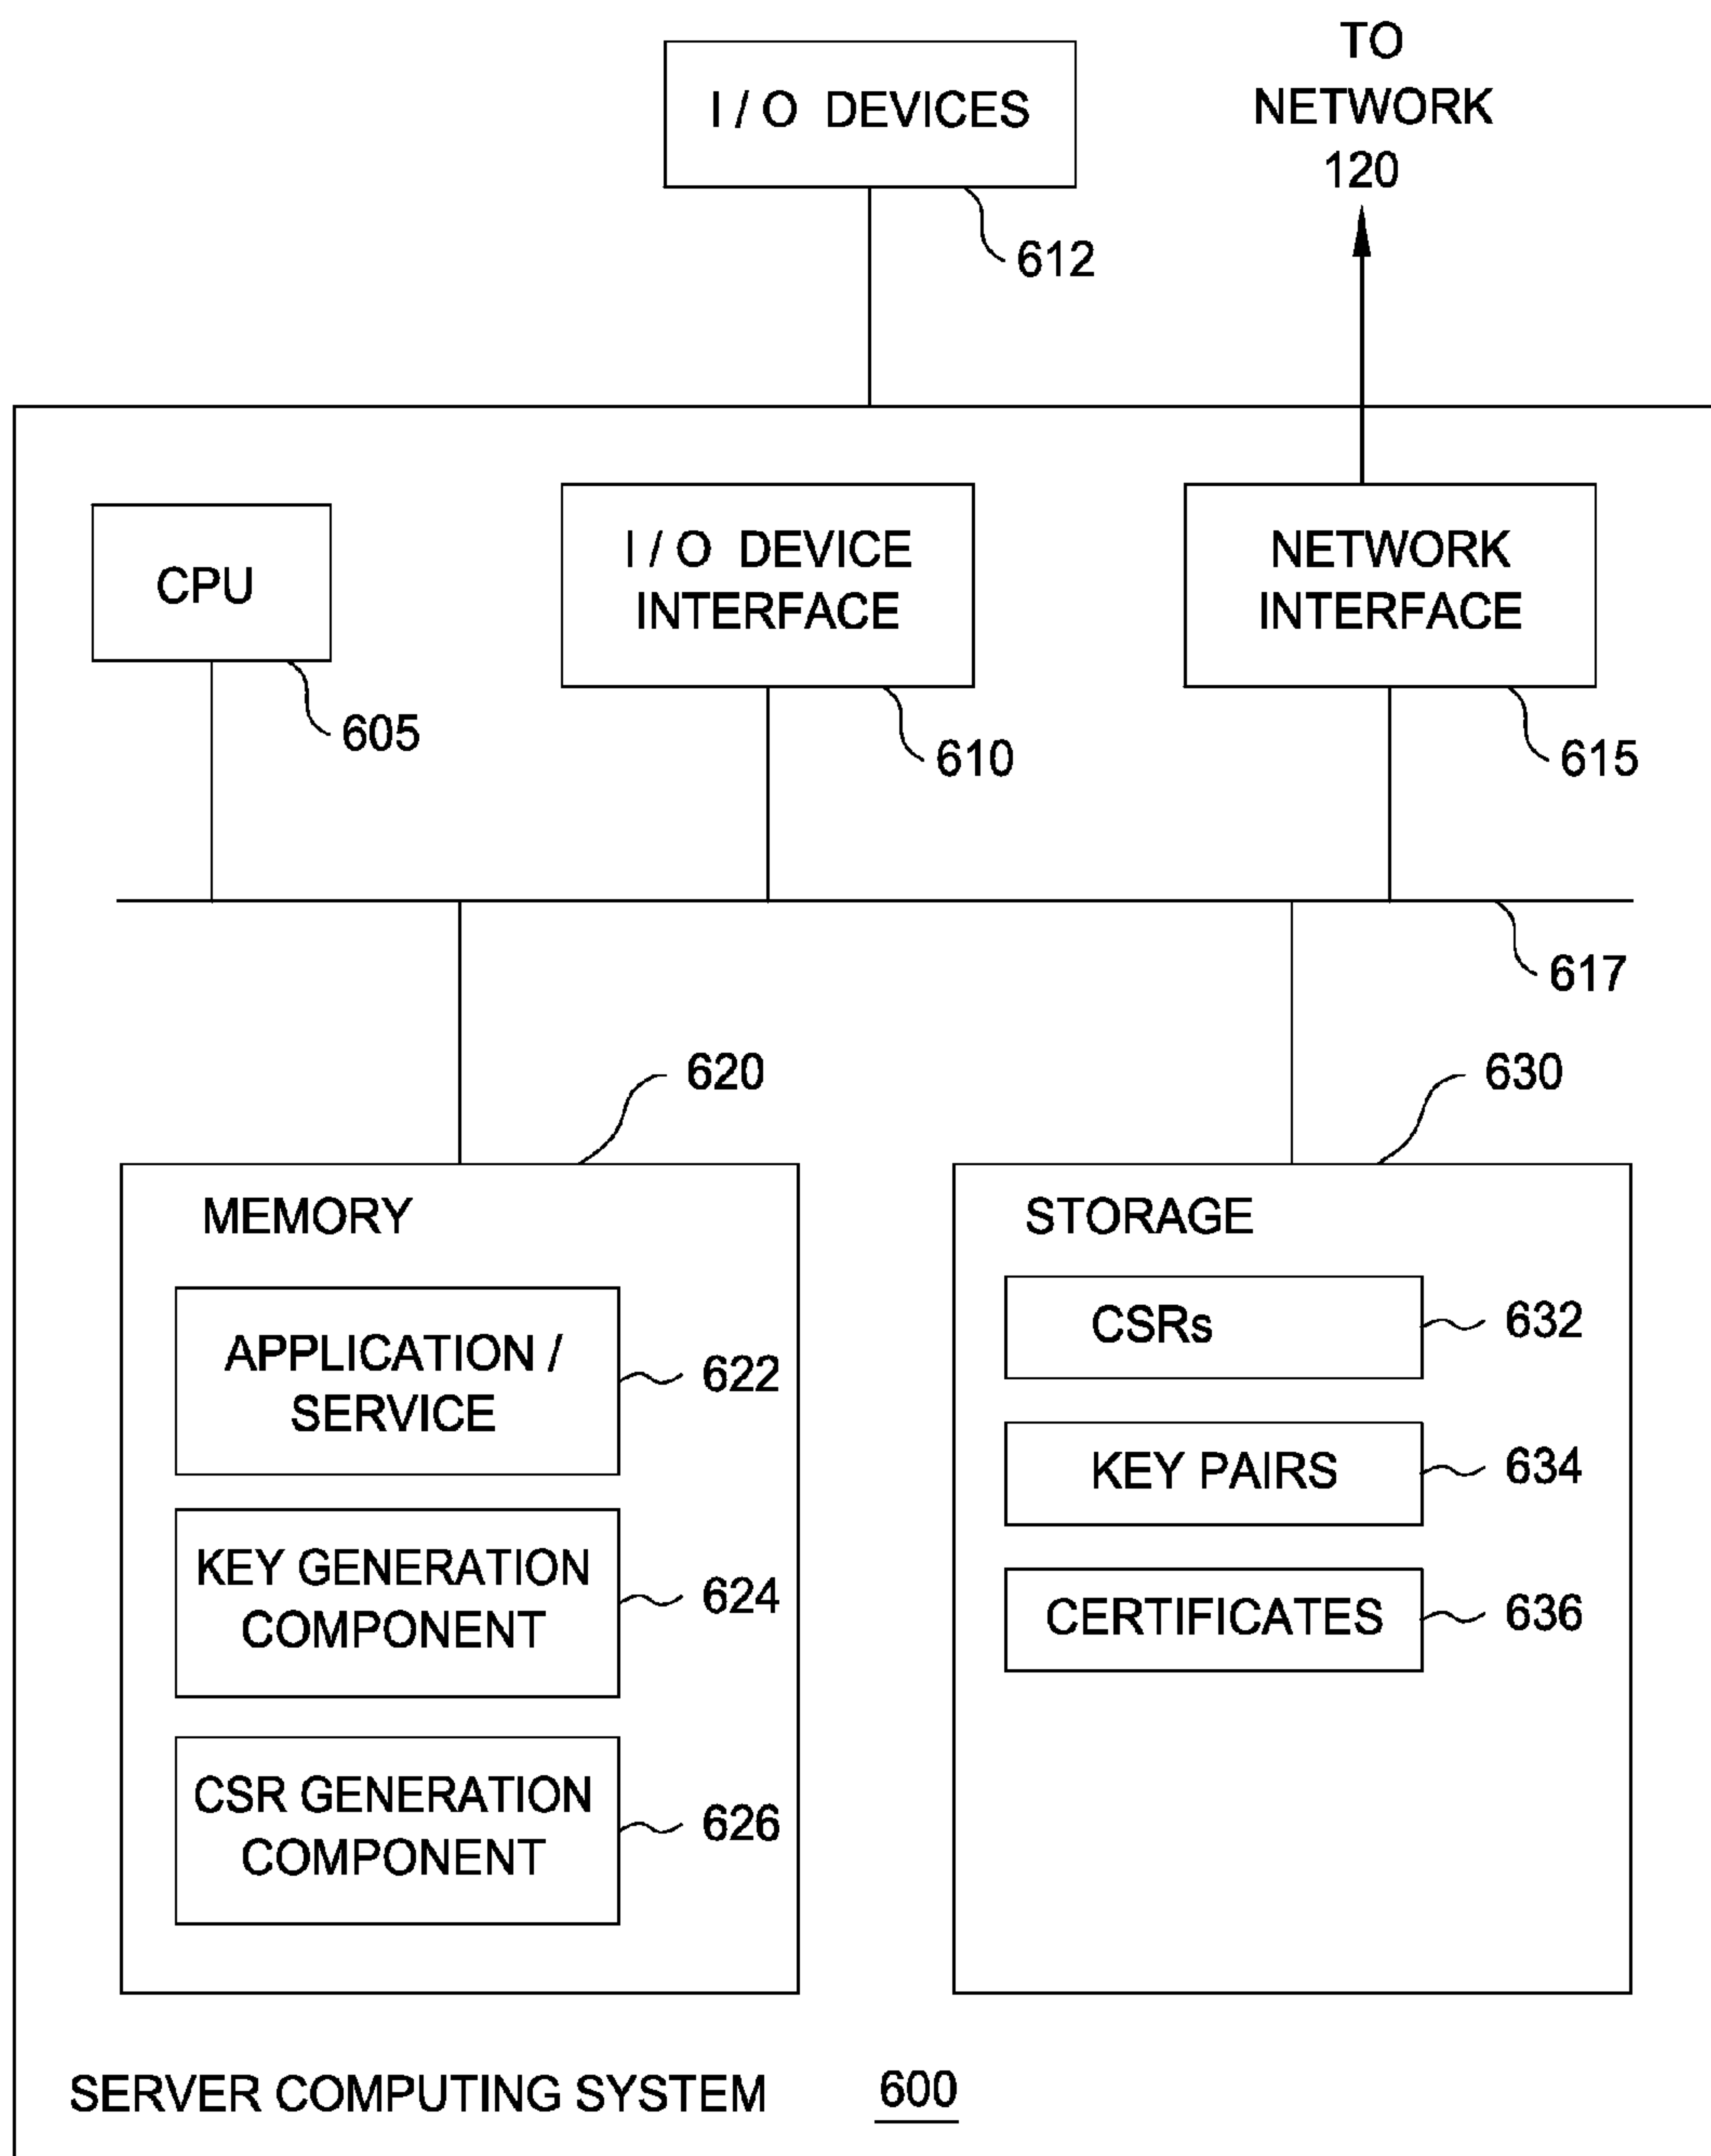 I / O DEVICES
612
TO
NETWORK
120
CPU
605
I / O DEVICE
INTERFACE
610
NETWORK
INTERFACE
615
617
620
MEMORY
APPLICATION /
SERVICE
622
KEY GENERATION
COMPONENT
624
CSR GENERATION
COMPONENT
626
630
STORAGE
CSRs
632
KEY PAIRS
634
CERTIFICATES
636
SERVER COMPUTING SYSTEM 600